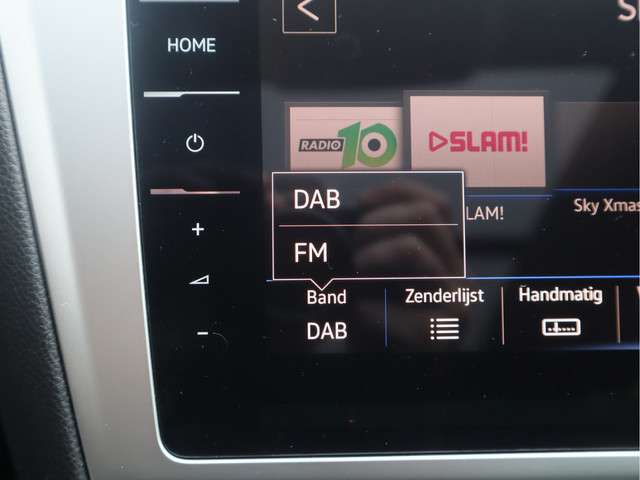 HOME
<
S
RADIO 10
SLAM!
DAB
FM
LAM!
Sky Xmas
+
-
Band
DAB
Zenderlijst
Handmatig